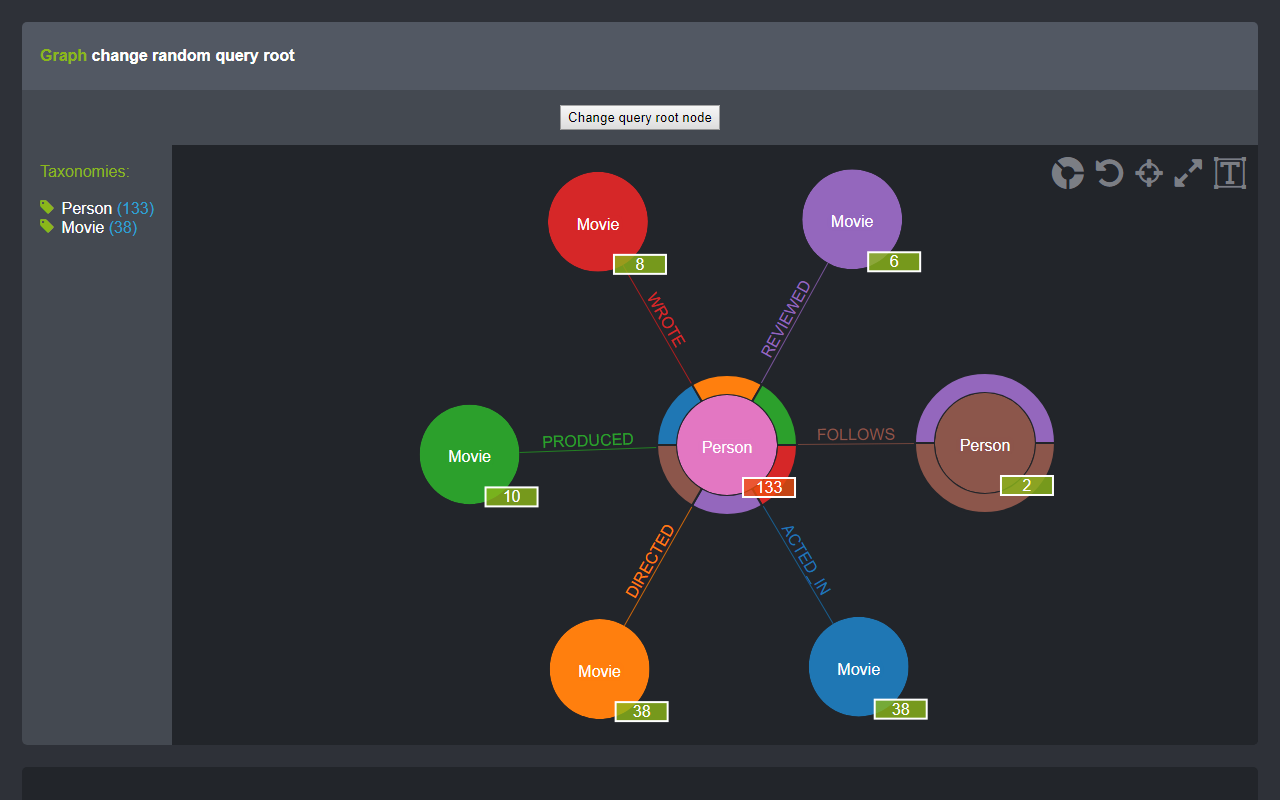 Graph change random query root
Change query root node
Taxonomies:
Person (133)
Movie (38)
T
Movie
8
Movie
6
WROTE
REVIEWED
Movie
10
PRODUCED
Person
133
FOLLOWS
Person
2
DIRECTED
ACTED_IN
Movie
38
Movie
38